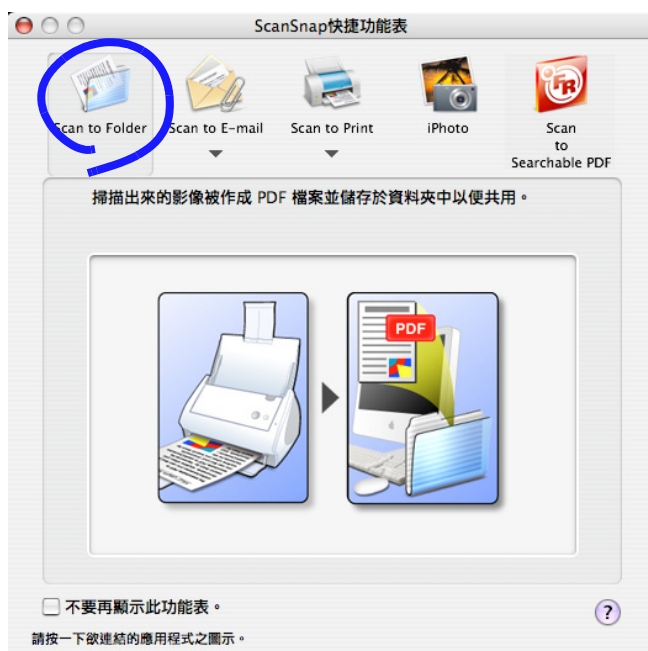 ScanSnap快捷功能表
Scan to Folder
Scan to E-mail
Scan to Print
iPhoto
Scan
to
Searchable PDF
掃描出來的影像被作成 PDF 檔案並儲存於資料夾中以便共用。
PDF
不要再顯示此功能表。
?
請按一下欲連結的應用程式之圖示。